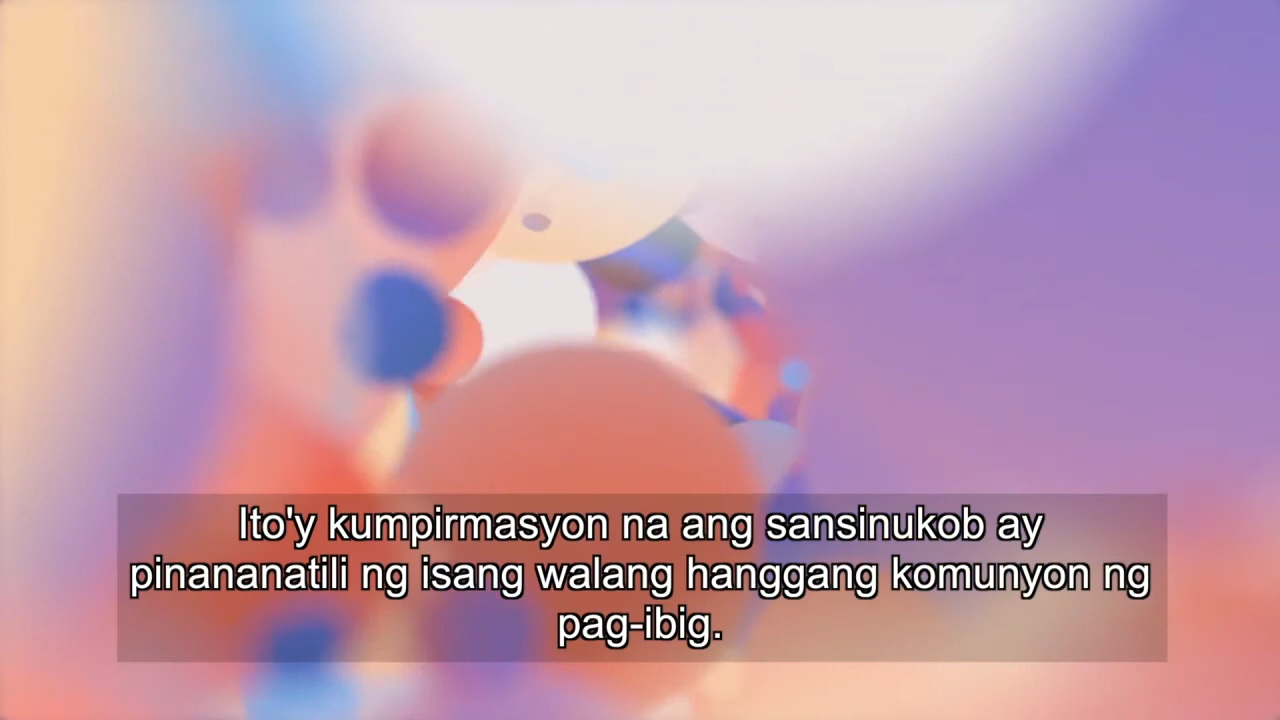 Ito'y kumpirmasyon na ang sansinukob ay
pinananatili ng isang walang hanggang komunyon ng
pag-ibig.